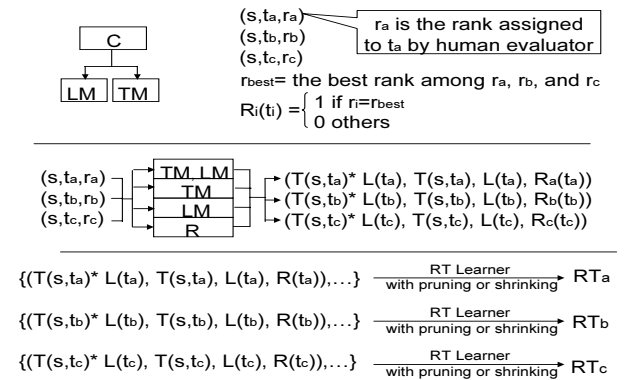 C
LM TM
(s,ta,ra)
(s,tb,rb)
(s,tc,rc)
ra is the rank assigned
to ta by human evaluator
rbest= the best rank among ra, rb, and rc
Ri(ti) = { 1 if ri=rbest
0 others
(s,ta,ra)
(s,tb,rb)
(s,tc,rc)
TM, LM
TM
LM
R
(T(s,ta)* L(ta), T(s,ta), L(ta), Ra(ta))
(T(s,tb)* L(tb), T(s,tb), L(tb), Rb(tb))
(T(s,tc)* L(tc), T(s,tc), L(tc), Rc(tc))
{(T(s,ta)* L(ta), T(s,ta), L(ta), R(ta)),...} RT Learner with pruning or shrinking RTa
{(T(s,tb)* L(tb), T(s,tb), L(tb), R(tb)),...} RT Learner with pruning or shrinking RTb
{(T(s,tc)* L(tc), T(s,tc), L(tc), R(tc)),...} RT Learner with pruning or shrinking RTc